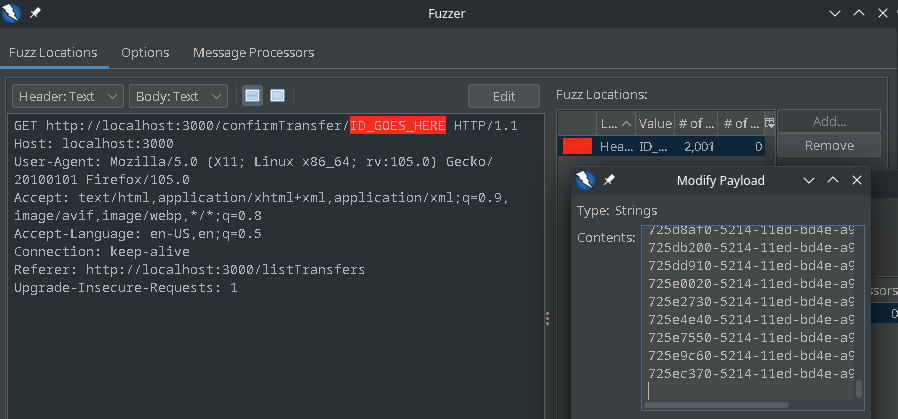 Fuzzer
Fuzz Locations Options Message Processors
Header: Text Body: Text Edit
Fuzz Locations:
GET http://localhost:3000/confirmTransfer/ID_GOES_HERE HTTP/1.1
Host: localhost:3000
User-Agent: Mozilla/5.0 (X11; Linux x86_64; rv:105.0) Gecko/
20100101 Firefox/105.0
Accept: text/html,application/xhtml+xml,application/xml;q=0.9,
image/avif,image/webp,*/*;q=0.8
Accept-Language: en-US,en;q=0.5
Connection: keep-alive
Referer: http://localhost:3000/listTransfers
Upgrade-Insecure-Requests: 1
L... Value # of ... # of ...
Hea... ID_... 2,001 0
Add...
Remove
Modify Payload
Type: Strings
Contents:
725d8af0-5214-11ed-bd4e-a9
725db200-5214-11ed-bd4e-a9
725dd910-5214-11ed-bd4e-a9
725e0020-5214-11ed-bd4e-a9
725e2730-5214-11ed-bd4e-a9
725e4e40-5214-11ed-bd4e-a9
725e7550-5214-11ed-bd4e-a9
725e9c60-5214-11ed-bd4e-a9
725ec370-5214-11ed-bd4e-a9
ssors
0